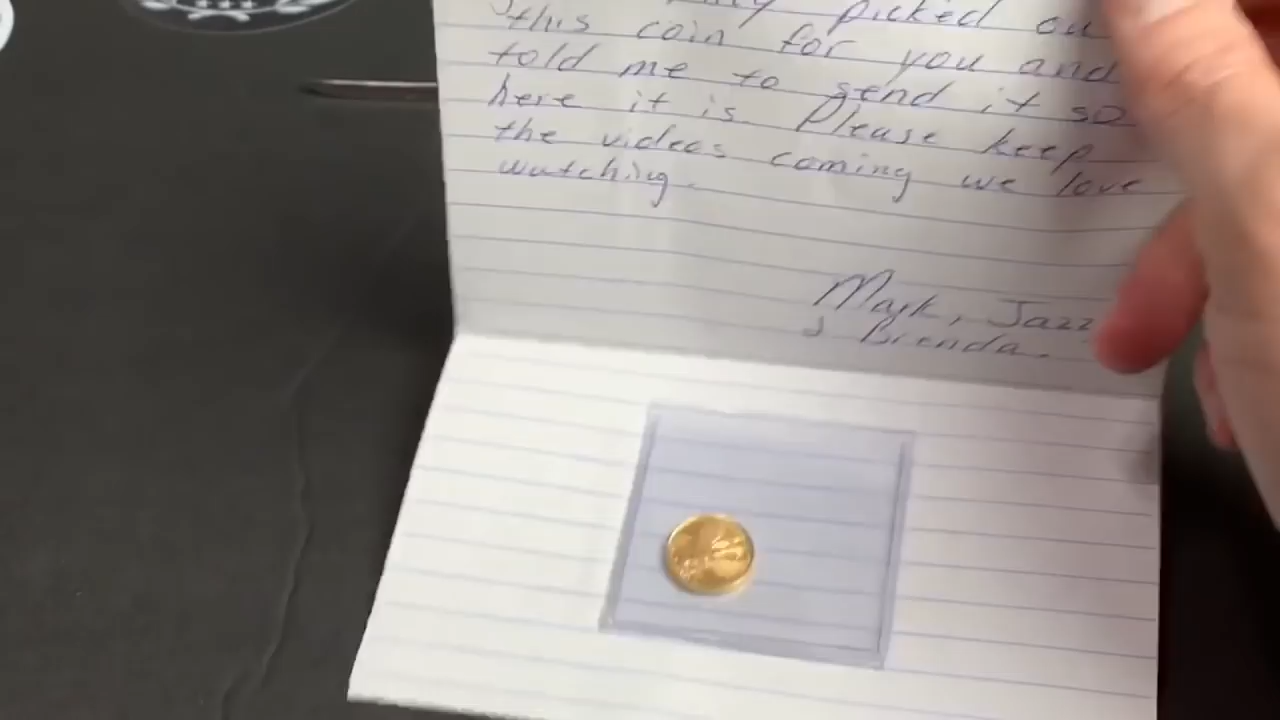 picked ou
this coin for you and
told me to send it so
here it is. Please keep
the videos coming we love
watching.
Mark, Jazz
& Brenda.